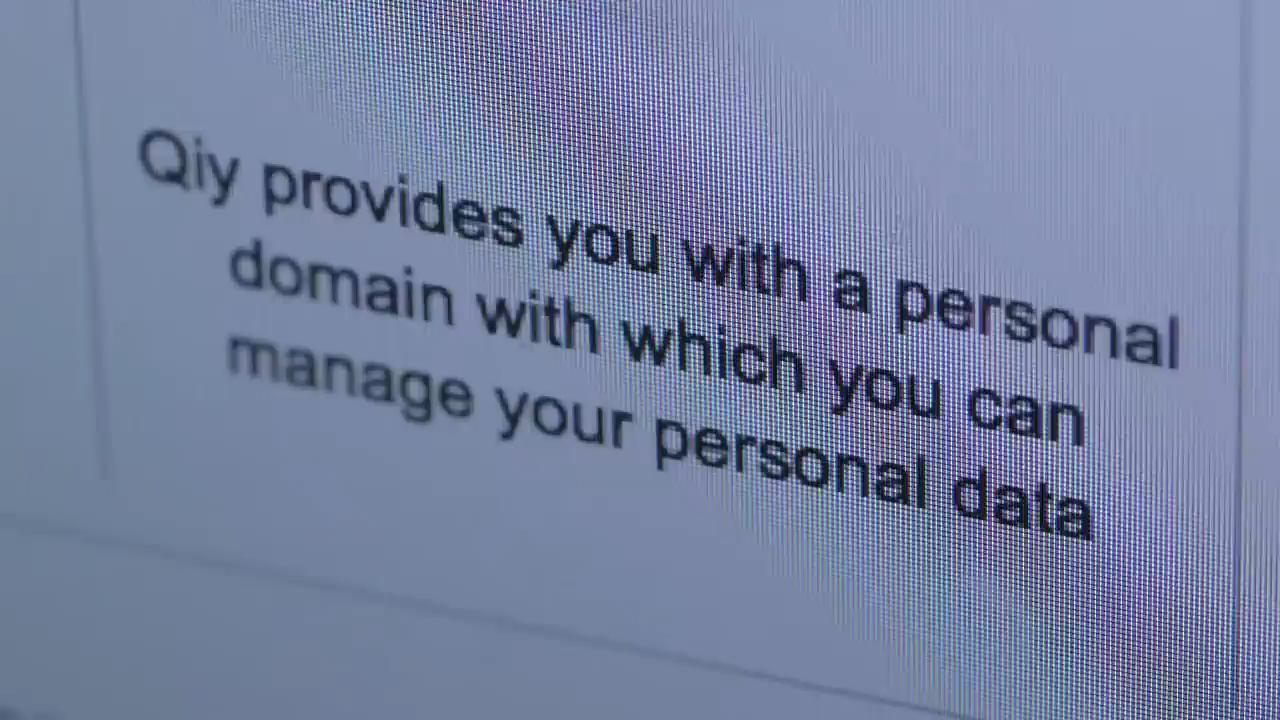 Qiy provides you with a personal
domain with which you can
manage your personal data